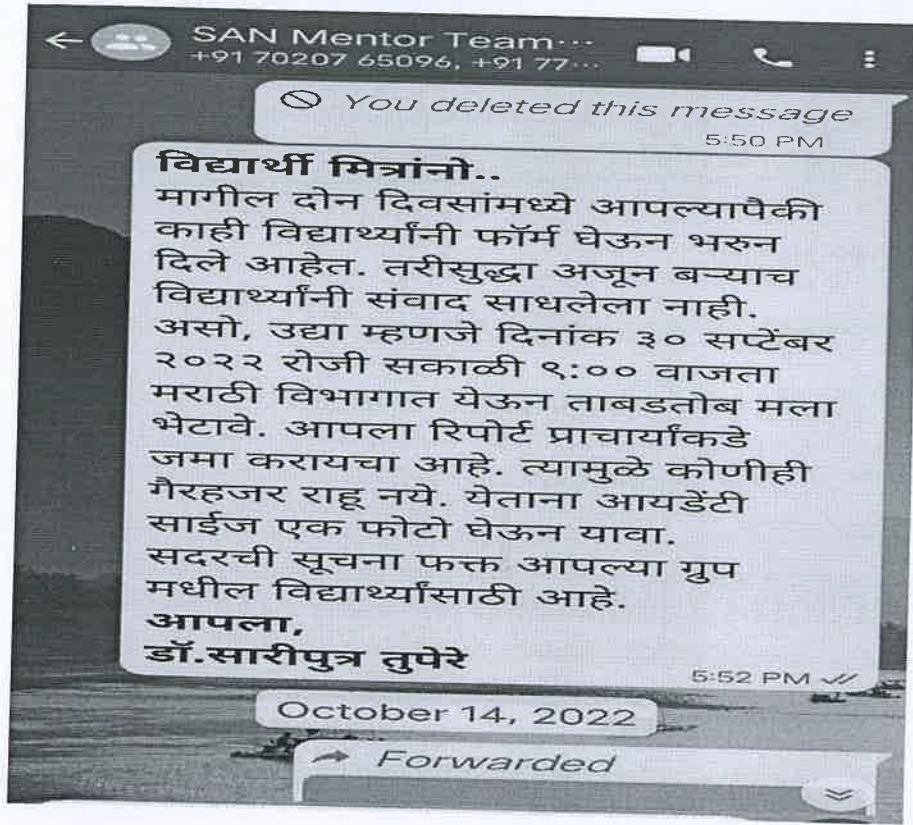 SAN Mentor Team...
+91 70207 65096, +91 77...
You deleted this message
5:50 PM
विद्यार्थी मित्रांनो..
मागील दोन दिवसांमध्ये आपल्यापैकी
काही विद्यार्थ्यांनी फॉर्म घेऊन भरुन
दिले आहेत. तरीसुद्धा अजून बऱ्याच
विद्यार्थ्यांनी संवाद साधलेला नाही.
असो, उद्या म्हणजे दिनांक ३० सप्टेंबर
२०२२ रोजी सकाळी ९:०० वाजता
मराठी विभागात येऊन ताबडतोब मला
भेटावे. आपला रिपोर्ट प्राचार्यांकडे
जमा करायचा आहे. त्यामुळे कोणीही
गैरहजर राहू नये. येताना आयडेंटी
साईज एक फोटो घेऊन यावा.
सदरची सूचना फक्त आपल्या ग्रुप
मधील विद्यार्थ्यांसाठी आहे.
आपला,
डॉ.सारीपुत्र तुपेरे
5:52 PM
October 14, 2022
Forwarded